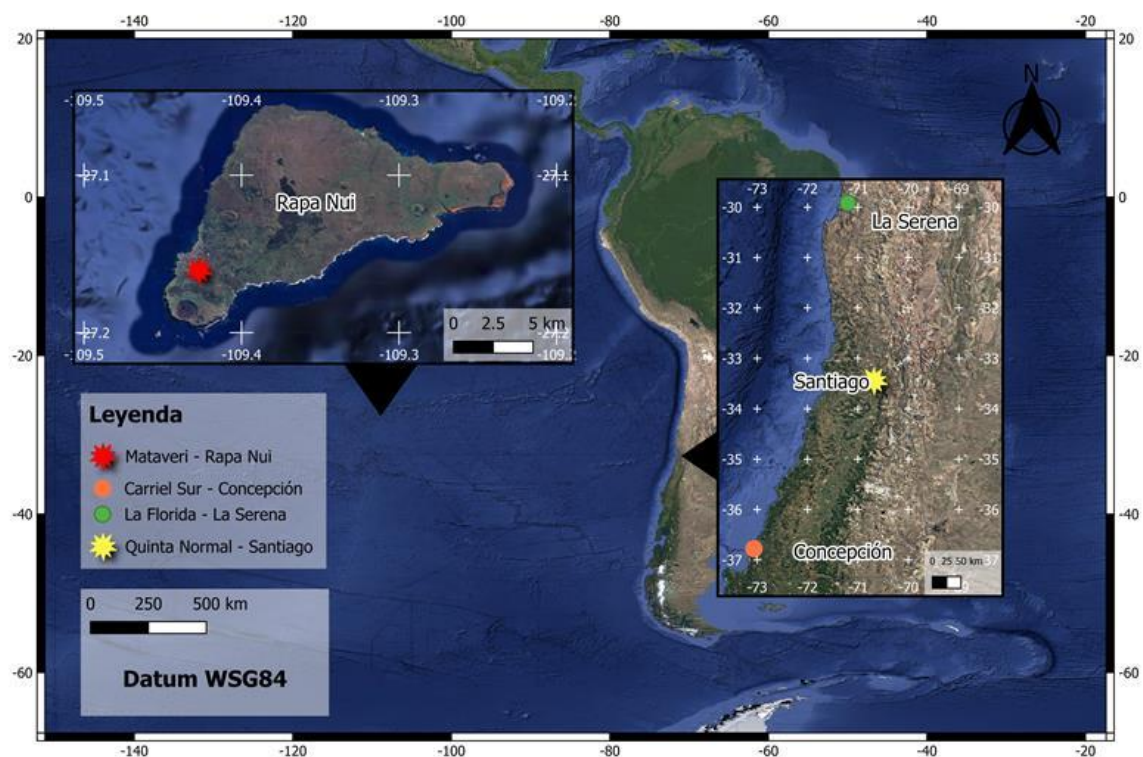 -140 -120 -100 -80 -60 -40 -20
20 20
-109.5 -109.4 -109.3 -109.2
-27.1 -27.1
Rapa Nui
-27.2 -27.2
-109.5 -109.4 -109.3 -109.2
0 2.5 5 km
N
0 0
-73 -72 -71 -70 -69
-30 -30
La Serena
-31 -31
-32 -32
-33 -33
Santiago
-34 -34
-35 -35
-36 -36
Concepción
-37 -37
0 25 50 km
-73 -72 -71 -70
-20 -20
Leyenda
Mataveri - Rapa Nui
Carriel Sur - Concepción
La Florida - La Serena
Quinta Normal - Santiago
-40 -40
0 250 500 km
Datum WSG84
-60 -60
-140 -120 -100 -80 -60 -40 -20